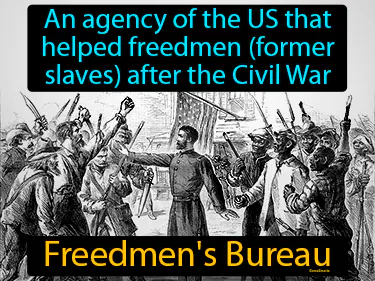 An agency of the US that
helped freedmen (former
slaves) after the Civil War
Freedmen's Bureau